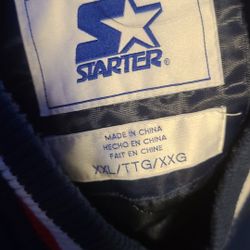 STARTER®
MADE IN CHINA
HECHO EN CHINA
FAIT EN CHINE
XXL/TTG/XXG